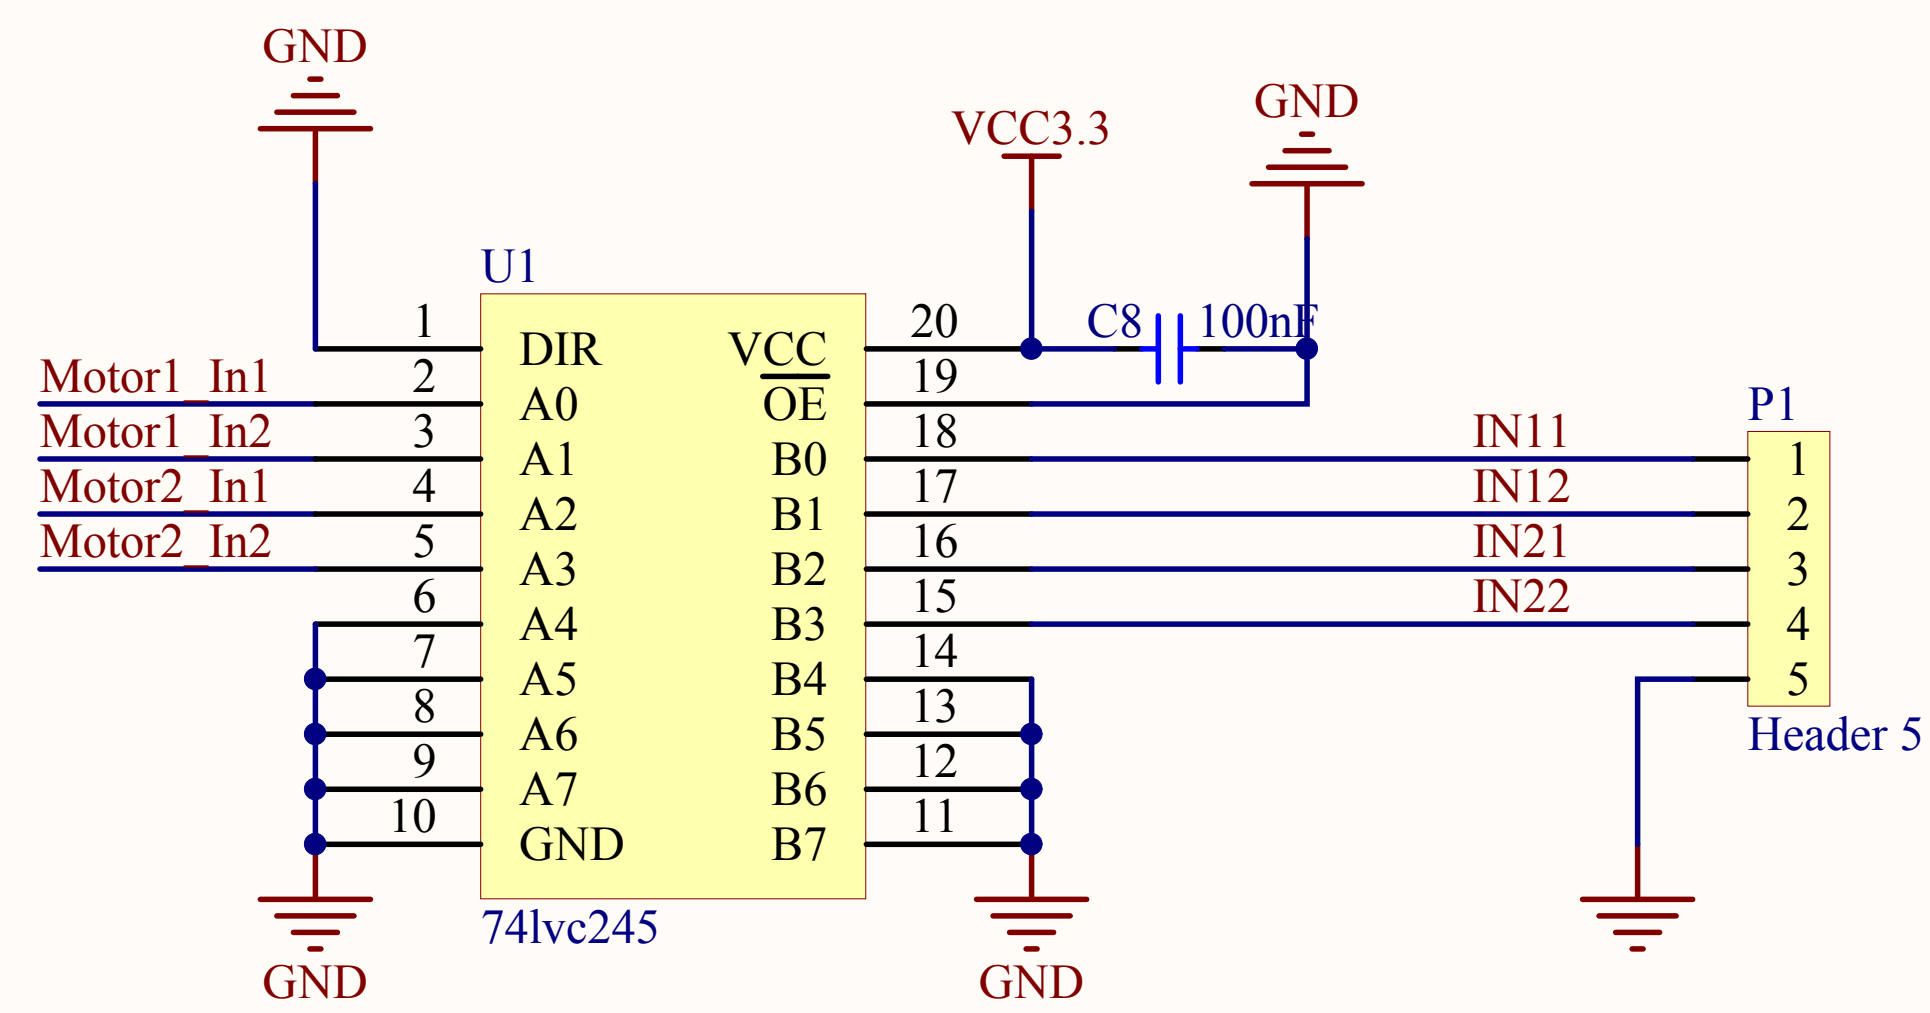 GND
GND
VCC3.3
U1
1
DIR
VCC
20
C8
100nF
Motor1_In1
2
A0
OE
19
Motor1_In2
3
A1
B0
18
IN11
P1
1
Motor2_In1
4
A2
B1
17
IN12
2
Motor2_In2
5
A3
B2
16
IN21
3
6
A4
B3
15
IN22
4
7
A5
B4
14
5
8
A6
B5
13
Header 5
9
A7
B6
12
10
GND
B7
11
74lvc245
GND
GND